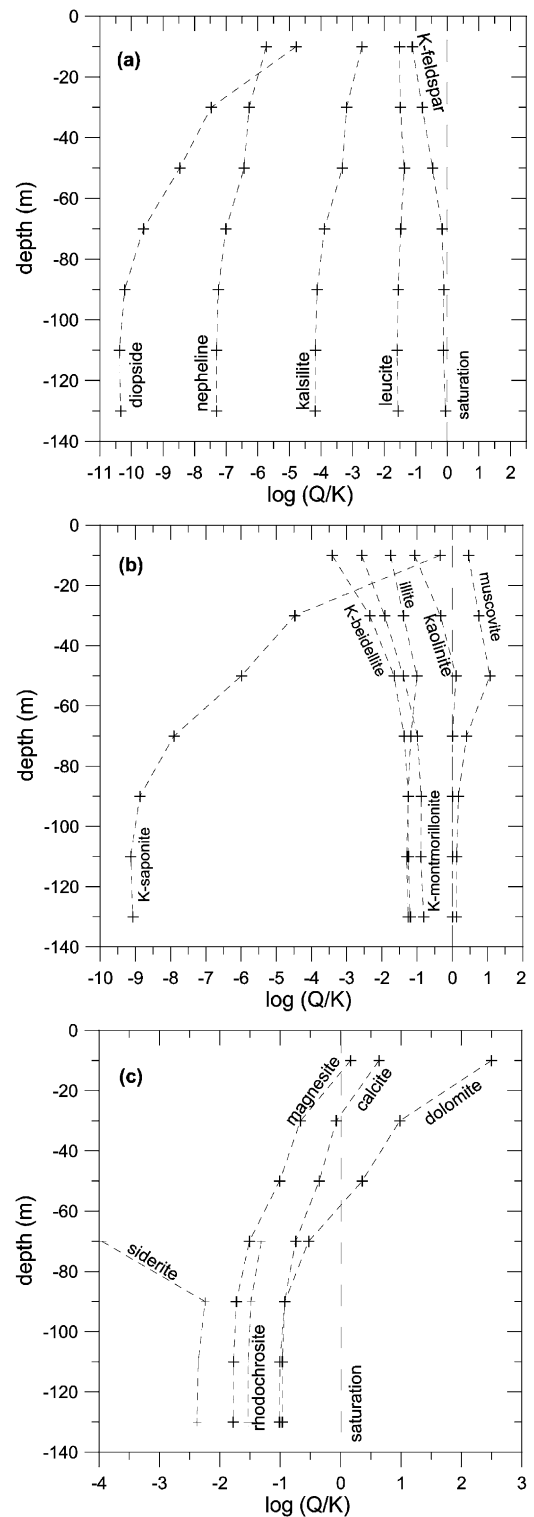 0
-20
-40
-60
-80
-100
-120
-140
depth (m)
(a)
K-feldspar
diopside
nepheline
kalsilite
leucite
saturation
-11 -10 -9 -8 -7 -6 -5 -4 -3 -2 -1 0 1 2
log (Q/K)
0
-20
-40
-60
-80
-100
-120
-140
depth (m)
(b)
K-beidellite
illite
kaolinite
muscovite
K-saponite
K-montmorillonite
-10 -9 -8 -7 -6 -5 -4 -3 -2 -1 0 1 2
log (Q/K)
0
-20
-40
-60
-80
-100
-120
-140
depth (m)
(c)
magnesite
calcite
dolomite
siderite
rhodochrosite
saturation
-4 -3 -2 -1 0 1 2 3
log (Q/K)